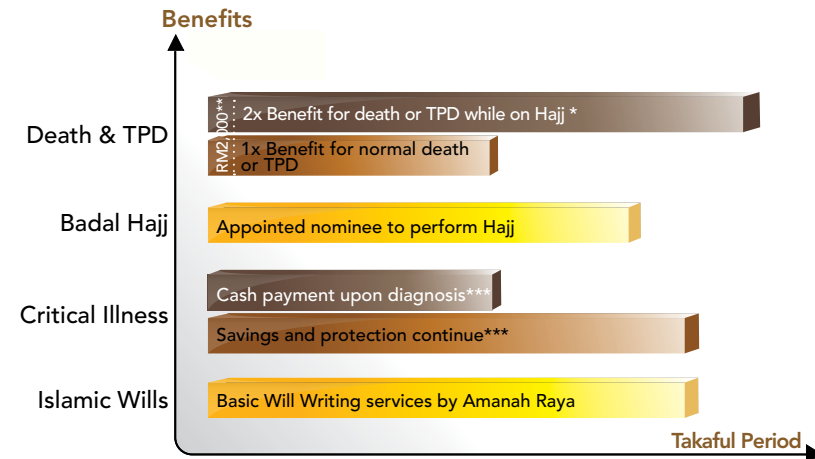 Benefits
Death & TPD
RM2,000**
2x Benefit for death or TPD while on Hajj *
1x Benefit for normal death
or TPD
Badal Hajj
Appointed nominee to perform Hajj
Critical Illness
Cash payment upon diagnosis***
Savings and protection continue***
Islamic Wills
Basic Will Writing services by Amanah Raya
Takaful Period